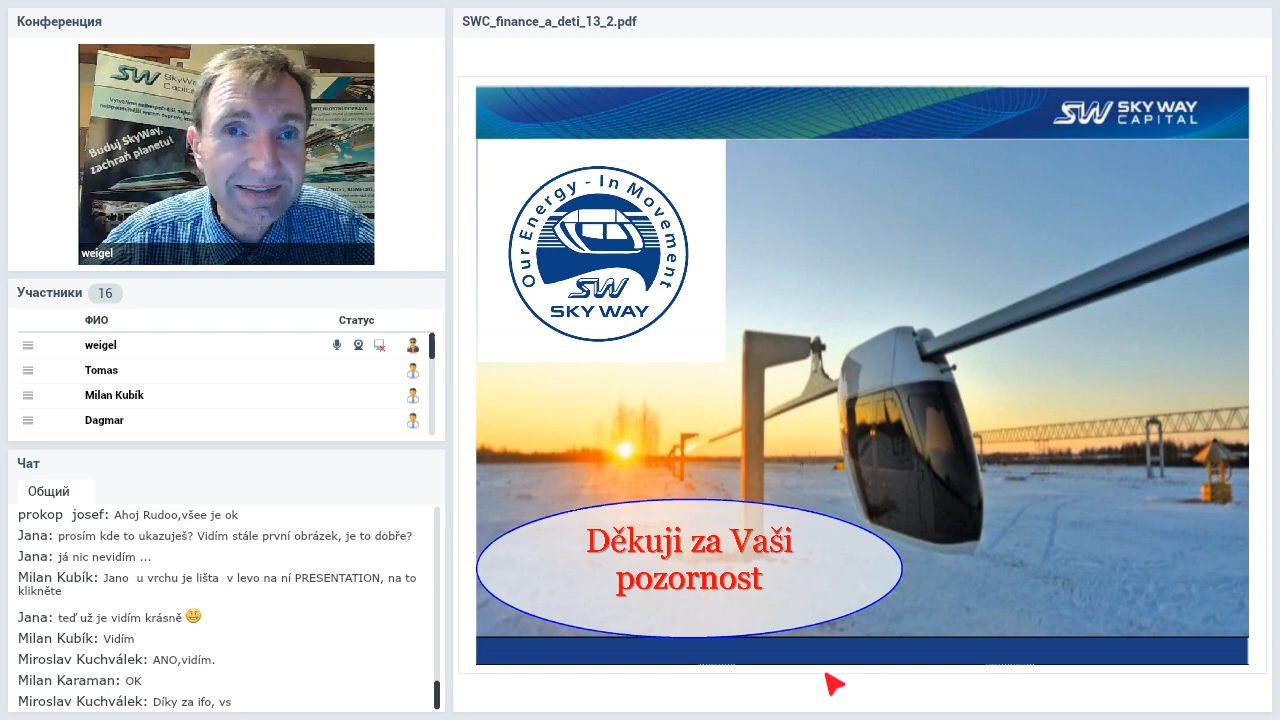 Конференция
SW SkyWay
Capital
Buduj SkyWay,
zachraň planetu!
weigel
Участники 16
ФИО Статус
weigel
Tomas
Milan Kubík
Dagmar
Чат
Общий
prokop josef: Ahoj Rudoo,všee je ok
Jana: prosím kde to ukazuješ? Vidím stále první obrázek, je to dobře?
Jana: já nic nevidím ...
Milan Kubík: Jano u vrchu je lišta v levo na ní PRESENTATION, na to
klikněte
Jana: teď už je vidím krásně
Milan Kubík: Vidím
Miroslav Kuchválek: ANO,vidím.
Milan Karaman: OK
Miroslav Kuchválek: Díky za ifo, vs
SWC_finance_a_deti_13_2.pdf
SW SKY WAY
CAPITAL
Our Energy - In Movement
SW
SKY WAY
Děkuji za Vaši
pozornost